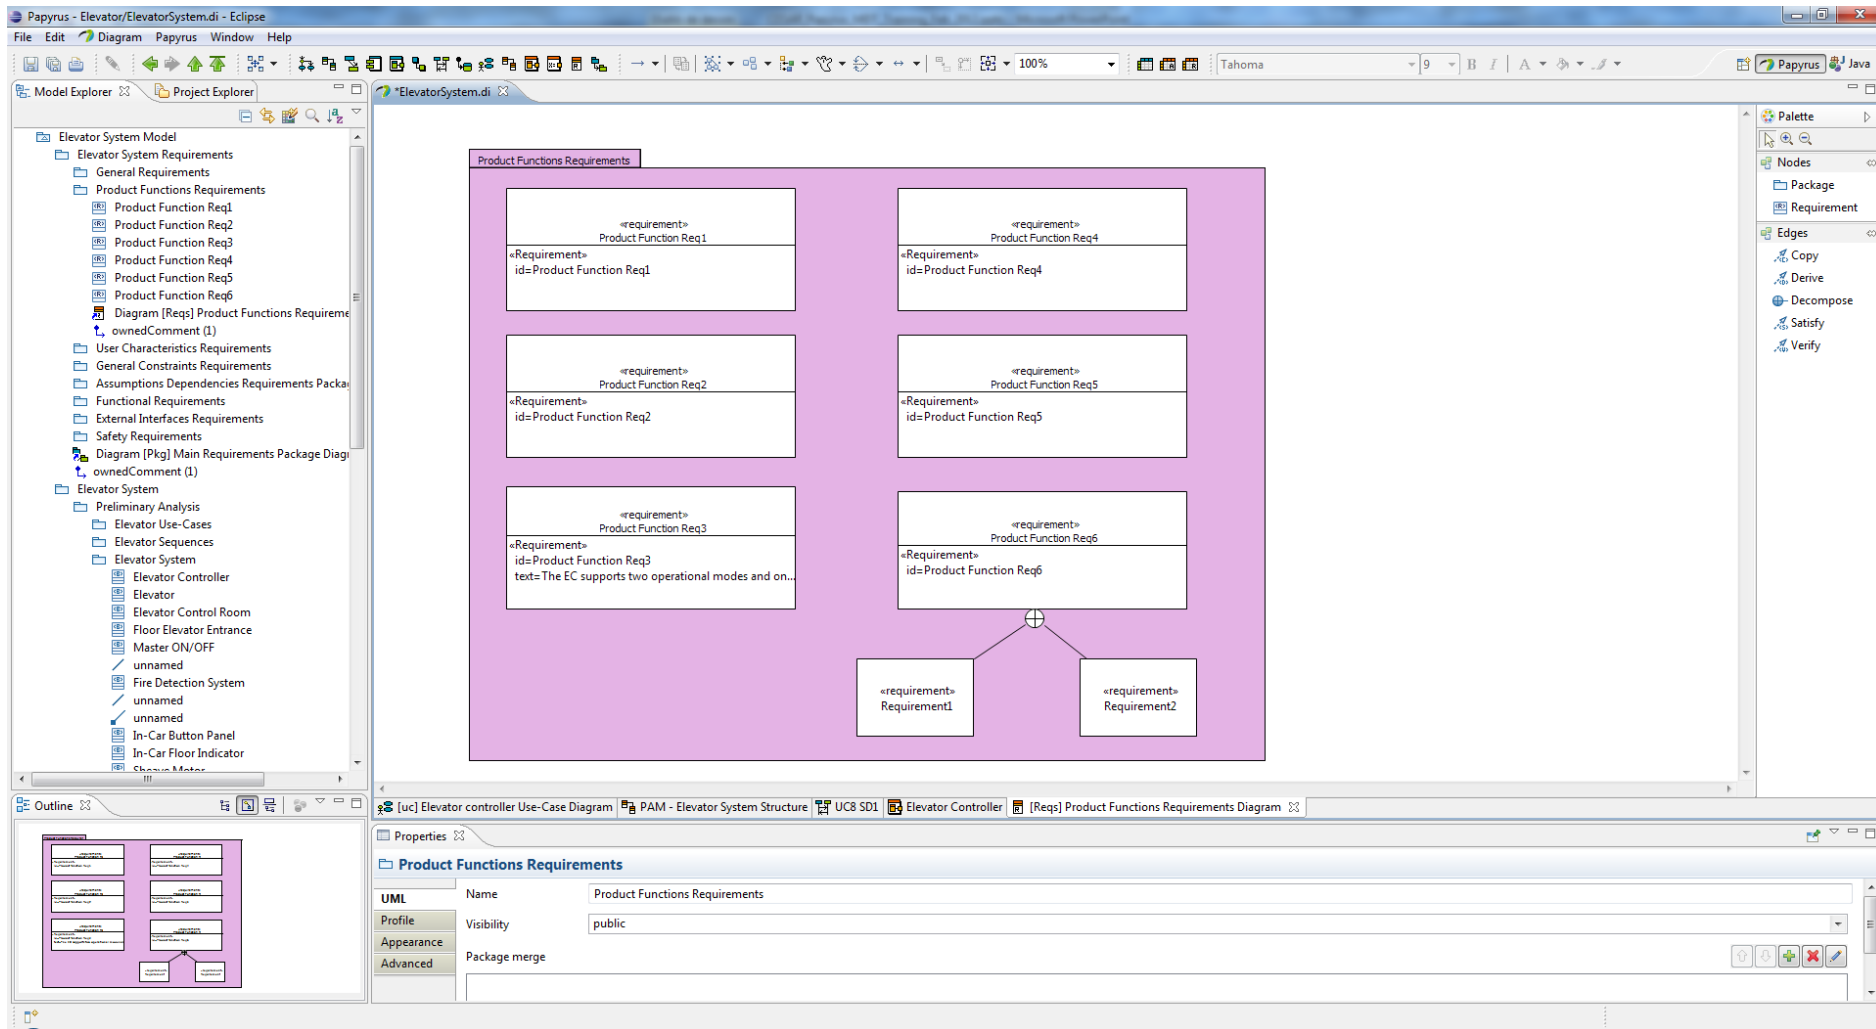 Papyrus - Elevator/ElevatorSystem.di - Eclipse
File Edit Diagram Papyrus Window Help
100%
Tahoma
9
B I A
Papyrus
Java
Model Explorer
Project Explorer
Elevator System Model
Elevator System Requirements
General Requirements
Product Functions Requirements
Product Function Req1
Product Function Req2
Product Function Req3
Product Function Req4
Product Function Req5
Product Function Req6
Diagram [Reqs] Product Functions Requireme
ownedComment (1)
User Characteristics Requirements
General Constraints Requirements
Assumptions Dependencies Requirements Packa
Functional Requirements
External Interfaces Requirements
Safety Requirements
Diagram [Pkg] Main Requirements Package Diag
ownedComment (1)
Elevator System
Preliminary Analysis
Elevator Use-Cases
Elevator Sequences
Elevator System
Elevator Controller
Elevator
Elevator Control Room
Floor Elevator Entrance
Master ON/OFF
unnamed
Fire Detection System
unnamed
unnamed
In-Car Button Panel
In-Car Floor Indicator
Sheave Motor
Outline
*ElevatorSystem.di
Product Functions Requirements
«requirement»
Product Function Req1
«Requirement»
id=Product Function Req1
«requirement»
Product Function Req4
«Requirement»
id=Product Function Req4
«requirement»
Product Function Req2
«Requirement»
id=Product Function Req2
«requirement»
Product Function Req5
«Requirement»
id=Product Function Req5
«requirement»
Product Function Req3
«Requirement»
id=Product Function Req3
text=The EC supports two operational modes and on...
«requirement»
Product Function Req6
«Requirement»
id=Product Function Req6
«requirement»
Requirement1
«requirement»
Requirement2
Palette
Nodes
Package
Requirement
Edges
Copy
Derive
Decompose
Satisfy
Verify
[uc] Elevator controller Use-Case Diagram
PAM - Elevator System Structure
UC8 SD1
Elevator Controller
[Reqs] Product Functions Requirements Diagram
Properties
Product Functions Requirements
UML
Profile
Appearance
Advanced
Name
Product Functions Requirements
Visibility
public
Package merge